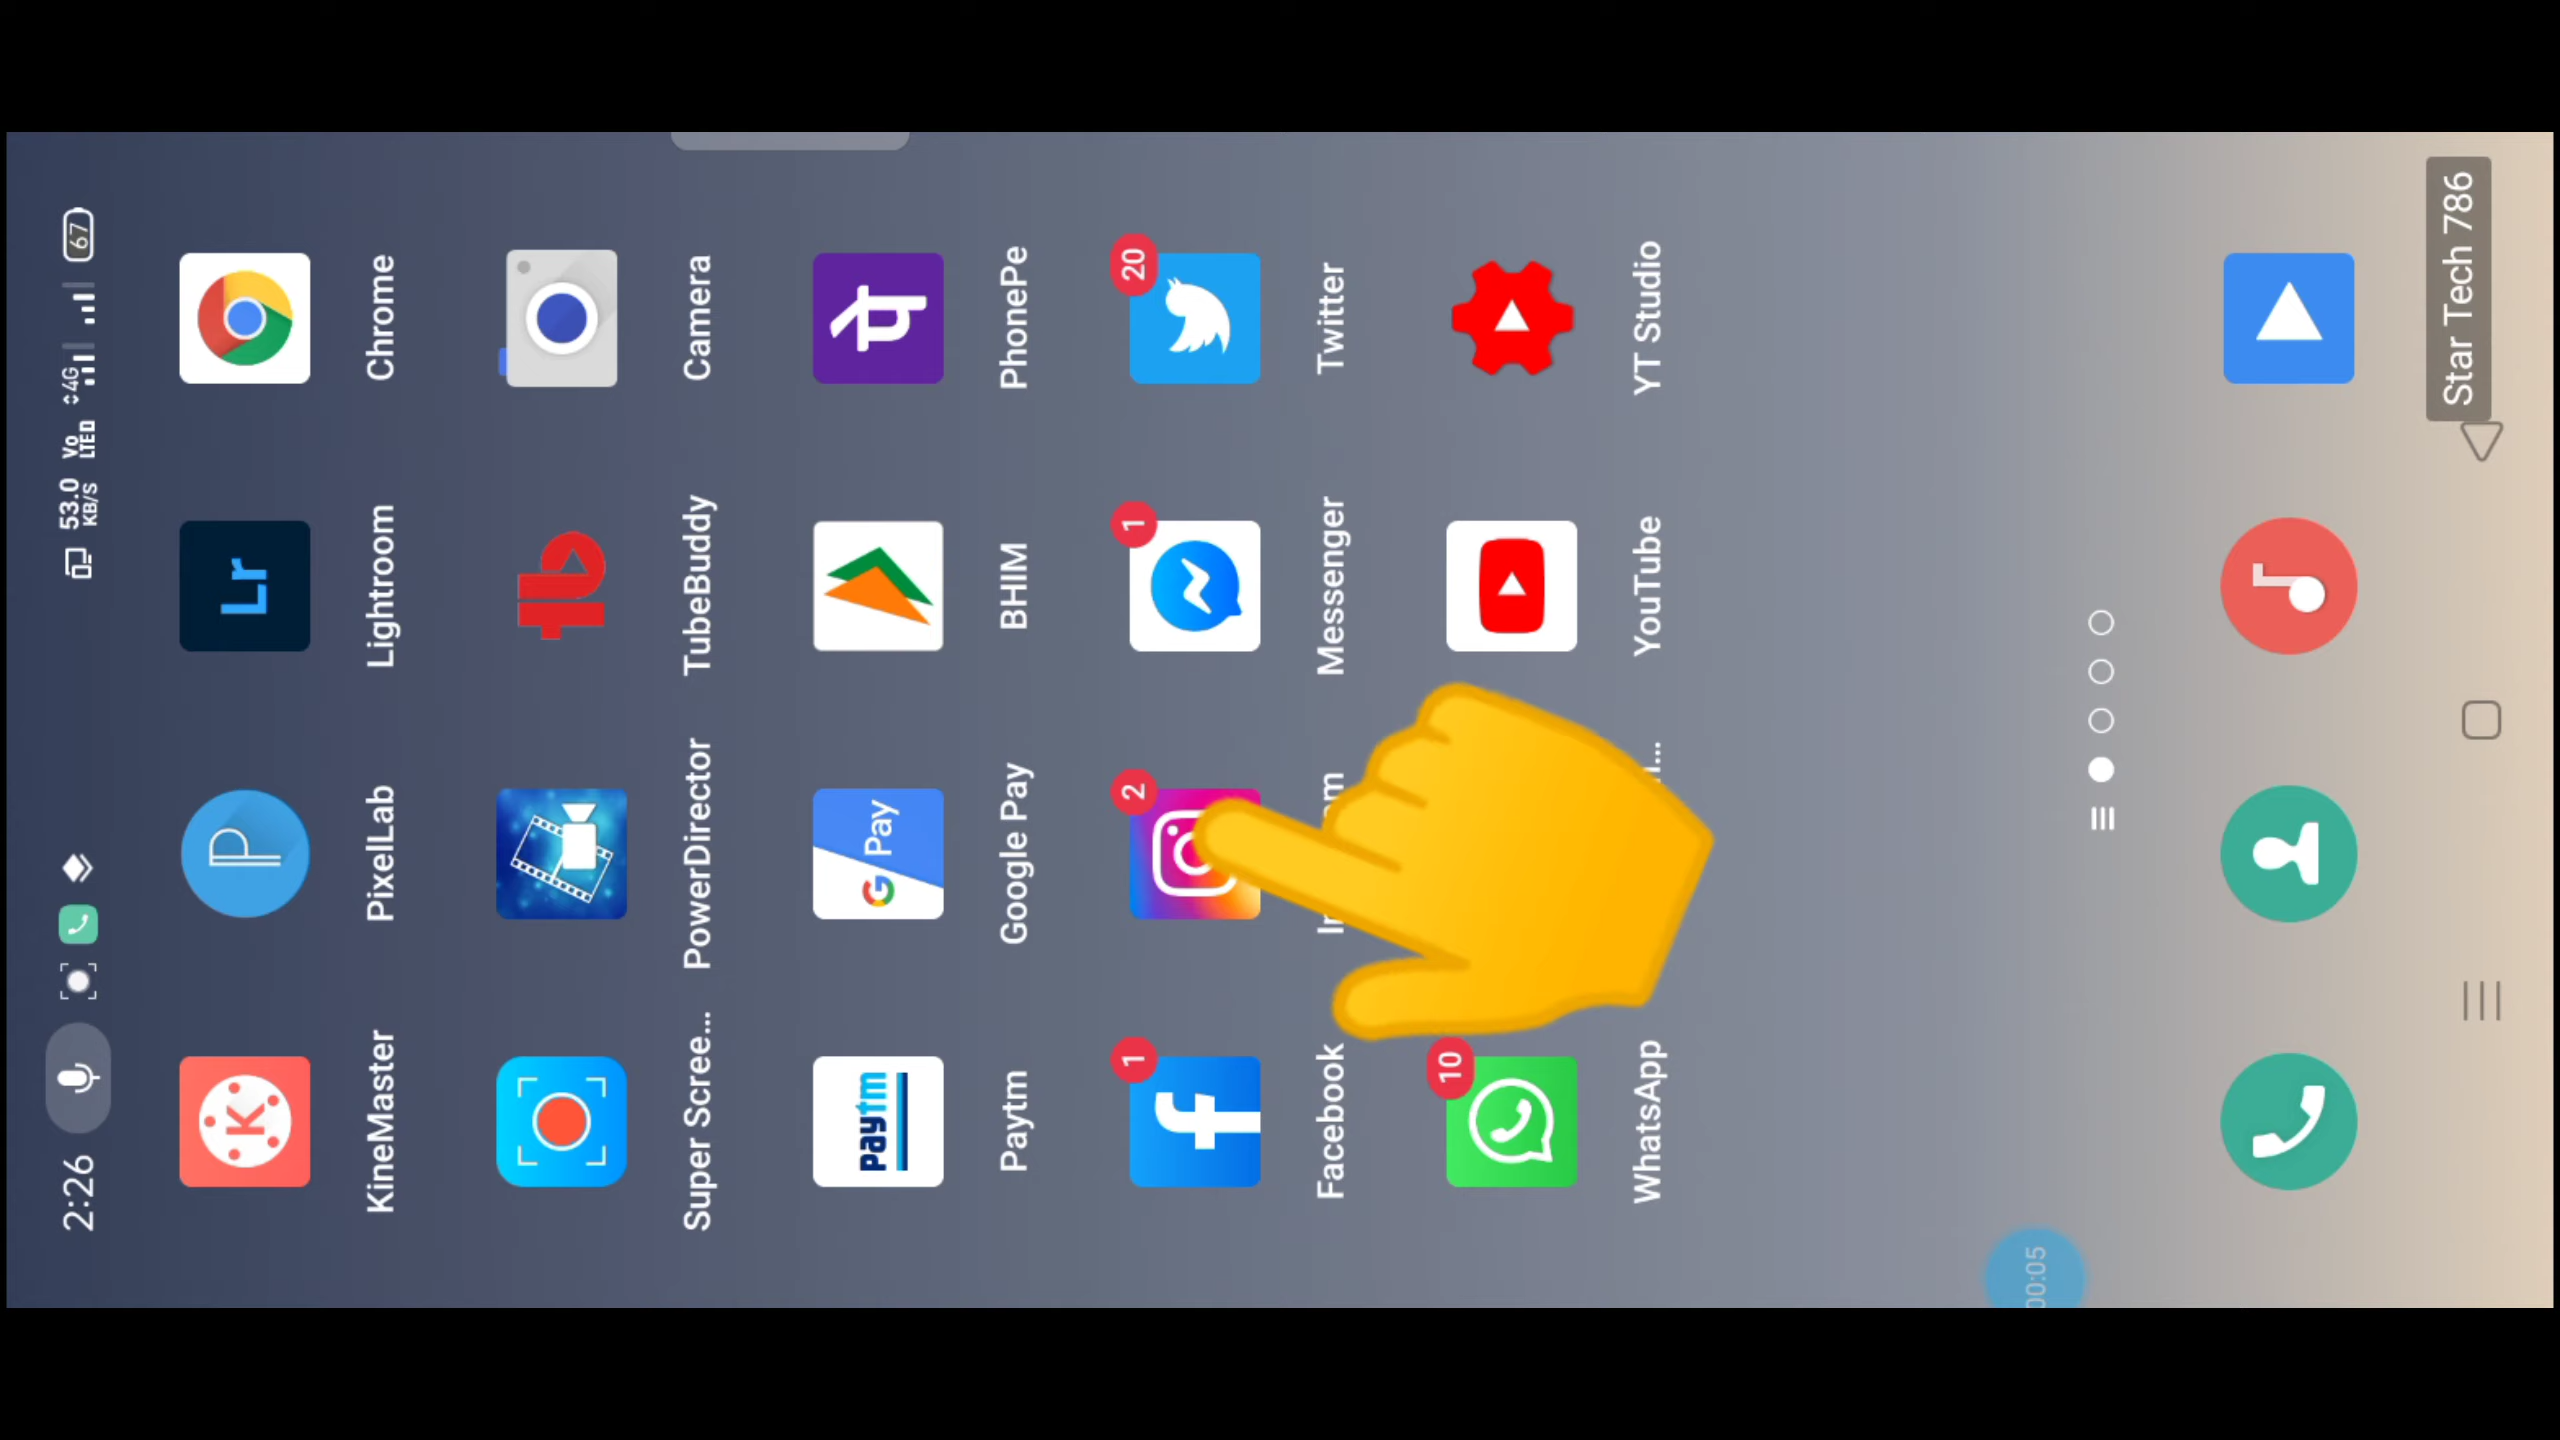 2:26
53.0
KB/S
Vo
LTED
4G
67
KineMaster
P
PixelLab
Lr
Lightroom
Chrome
Super Scree...
PowerDirector
TubeBuddy
Camera
paytm
Paytm
G Pay
Google Pay
BHIM
PhonePe
1
Facebook
2
1
Messenger
20
Twitter
10
WhatsApp
YouTube
YT Studio
00:05
Star Tech 786